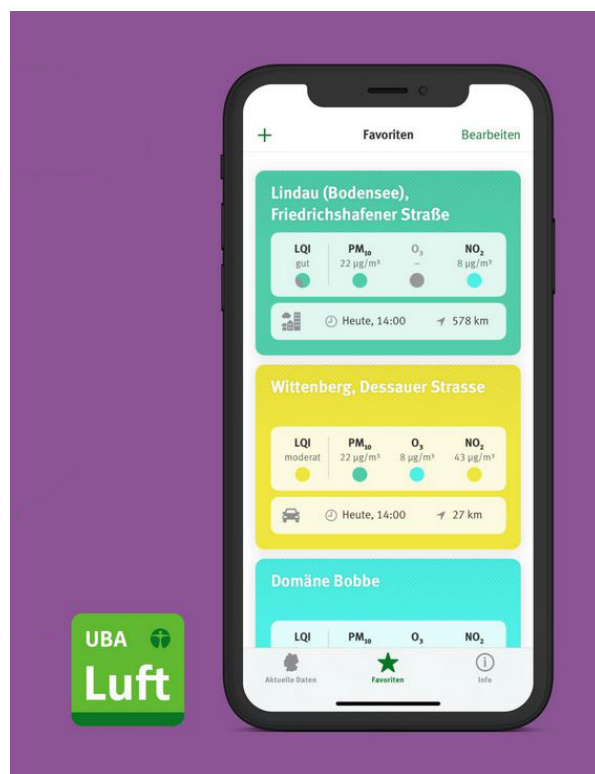 Favoriten
Bearbeiten
Lindau (Bodensee),
Friedrichshafener Straße
LQI PM₁₀ O₃ NO₂
gut 22 µg/m³ – 8 µg/m³
Heute, 14:00 578 km
Wittenberg, Dessauer Strasse
LQI PM₁₀ O₃ NO₂
moderat 22 µg/m³ 8 µg/m³ 43 µg/m³
Heute, 14:00 27 km
Domäne Bobbe
LQI PM₁₀ O₃ NO₂
Aktuelle Daten Favoriten Info
UBA
Luft